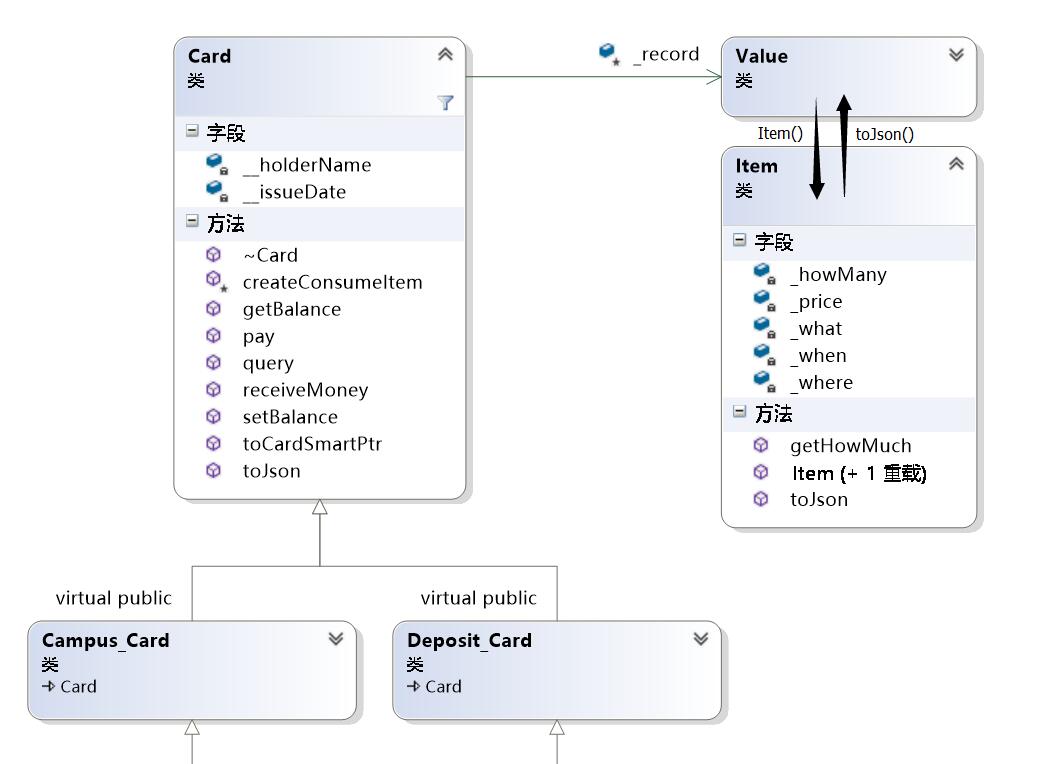 Card
类
字段
__holderName
__issueDate
方法
~Card
createConsumeItem
getBalance
pay
query
receiveMoney
setBalance
toCardSmartPtr
toJson
_record
Value
类
Item()
toJson()
Item
类
字段
_howMany
_price
_what
_when
_where
方法
getHowMuch
Item (+ 1 重载)
toJson
virtual public
virtual public
Campus_Card
类
Card
Deposit_Card
类
Card